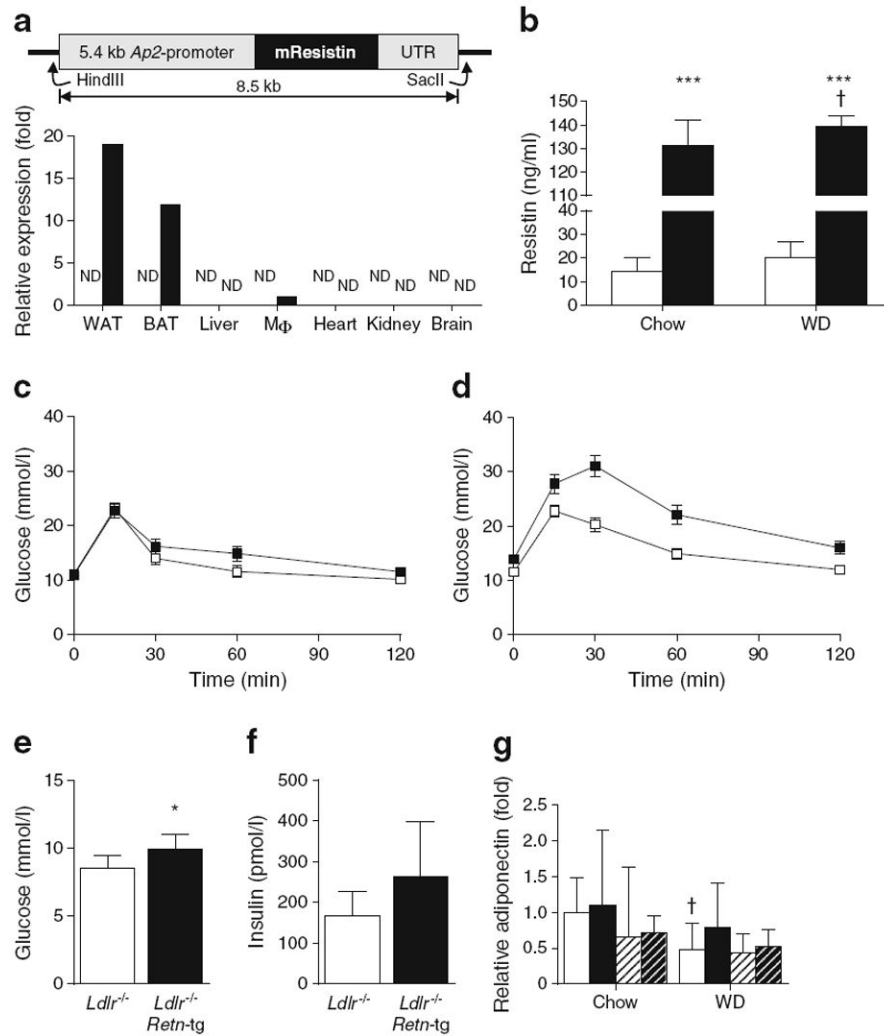 a
5.4 kb Ap2-promoter mResistin UTR
HindIII 8.5 kb SacII
Relative expression (fold)
20
15
10
5
0
ND ND ND ND ND ND ND ND ND ND ND
WAT BAT Liver MΦ Heart Kidney Brain
b
*** ***
†
Resistin (ng/ml)
150
140
130
120
110
40
30
20
10
0
Chow WD
c
Glucose (mmol/l)
40
30
20
10
0
0 30 60 90 120
Time (min)
d
Glucose (mmol/l)
40
30
20
10
0
0 30 60 90 120
Time (min)
e
Glucose (mmol/l)
15
10
5
0
*
Ldlr-/- Ldlr-/-
Retn-tg
f
Insulin (pmol/l)
500
400
300
200
100
0
Ldlr-/- Ldlr-/-
Retn-tg
g
Relative adiponectin (fold)
2.5
2.0
1.5
1.0
0.5
0
†
Chow WD